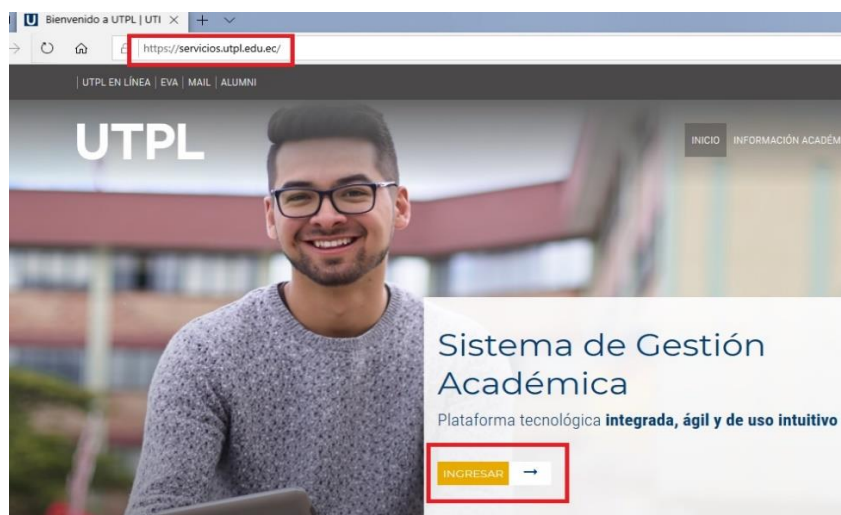 Bienvenido a UTPL | UTI
https://servicios.utpl.edu.ec/
UTPL EN LÍNEA | EVA | MAIL | ALUMNI
UTPL
INICIO INFORMACIÓN ACADÉM
Sistema de Gestión
Académica
Plataforma tecnológica integrada, ágil y de uso intuitivo
INGRESAR →